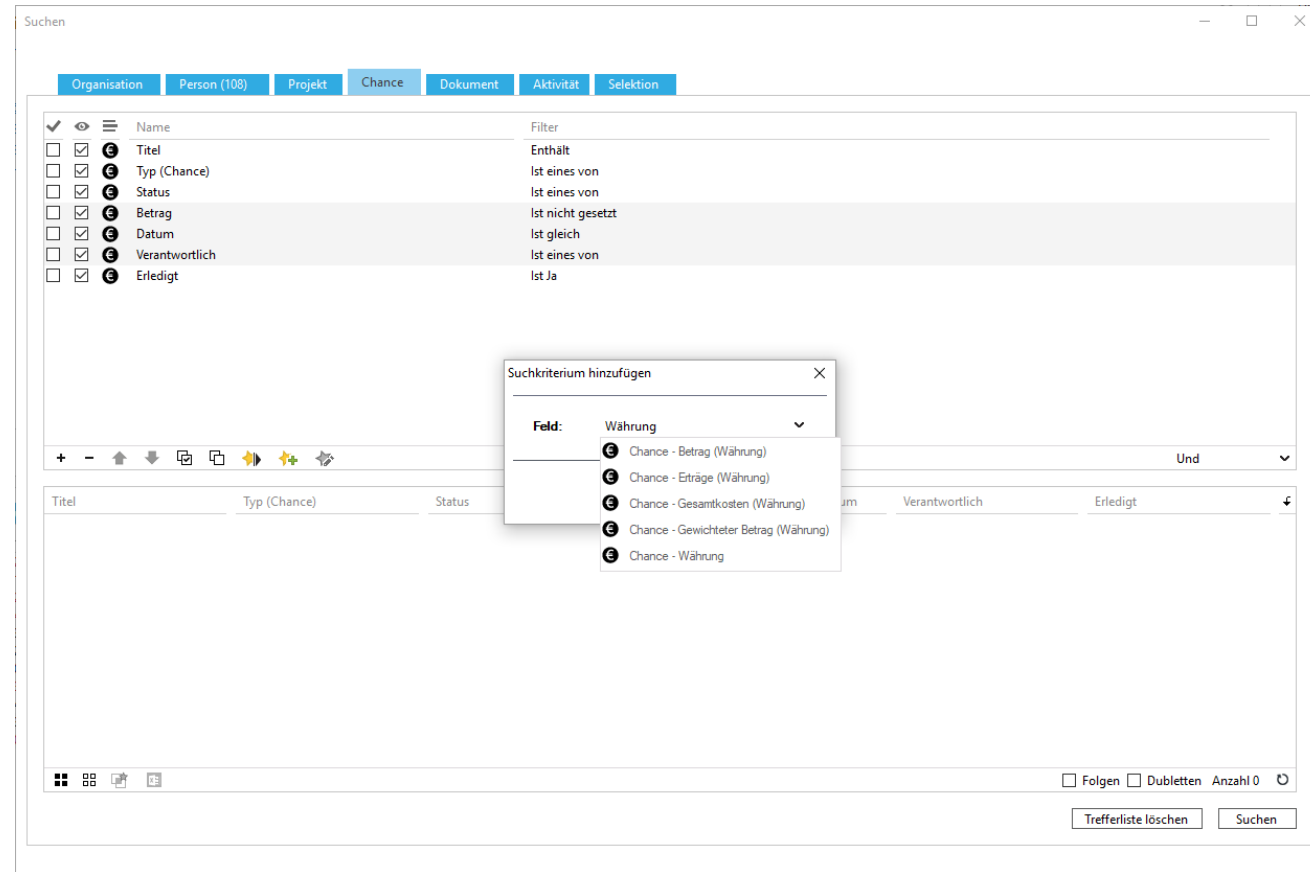 Suchen
Organisation Person (108) Projekt Chance Dokument Aktivität Selektion
Name Filter
Titel Enthält
Typ (Chance) Ist eines von
Status Ist eines von
Betrag Ist nicht gesetzt
Datum Ist gleich
Verantwortlich Ist eines von
Erledigt Ist Ja
Suchkriterium hinzufügen
Feld: Währung
Chance - Betrag (Währung)
Chance - Erträge (Währung)
Chance - Gesamtkosten (Währung)
Chance - Gewichteter Betrag (Währung)
Chance - Währung
Und
Titel Typ (Chance) Status um Verantwortlich Erledigt
Folgen Dubletten Anzahl 0
Trefferliste löschen Suchen